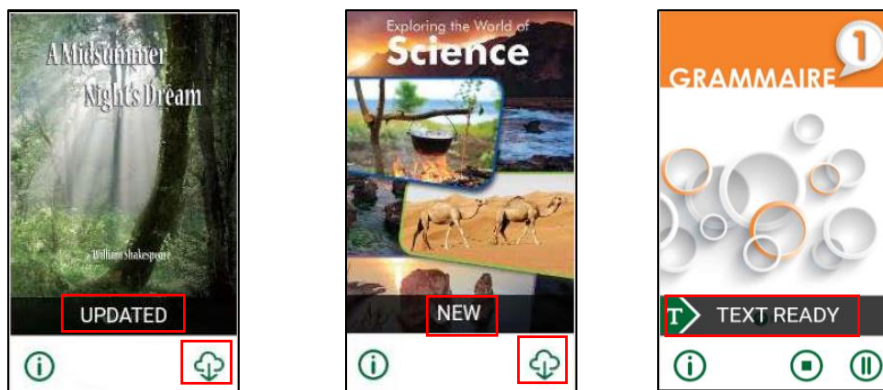 A Midsummer
Night's Dream
William Shakespeare
UPDATED
Exploring the World of
Science
NEW
GRAMMAIRE 1
T TEXT READY